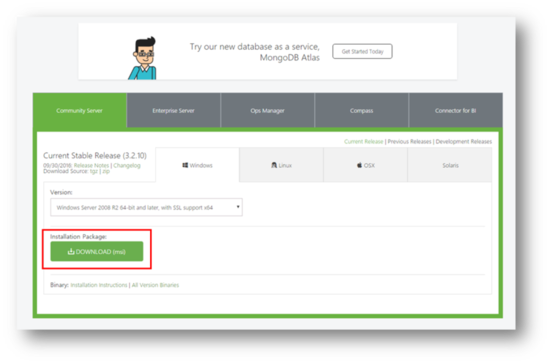 Try our new database as a service,
MongoDB Atlas
Get Started Today
Community Server
Enterprise Server
Ops Manager
Compass
Connector for BI
Current Release | Previous Releases | Development Releases
Current Stable Release (3.2.10)
09/30/2016: Release Notes | Changelog
Download Source: tgz | zip
Windows
Linux
OSX
Solaris
Version:
Windows Server 2008 R2 64-bit and later, with SSL support x64
Installation Package:
DOWNLOAD (msi)
Binary: Installation Instructions | All Version Binaries